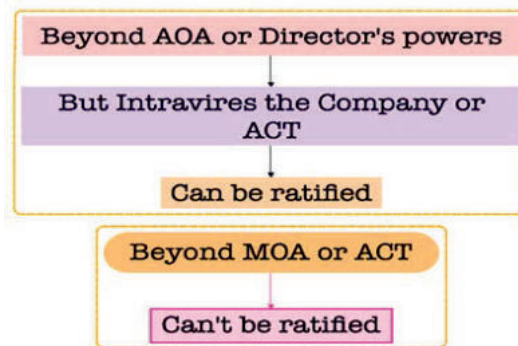 Beyond AOA or Director's powers
But Intravires the Company or
ACT
Can be ratified
Beyond MOA or ACT
Can't be ratified